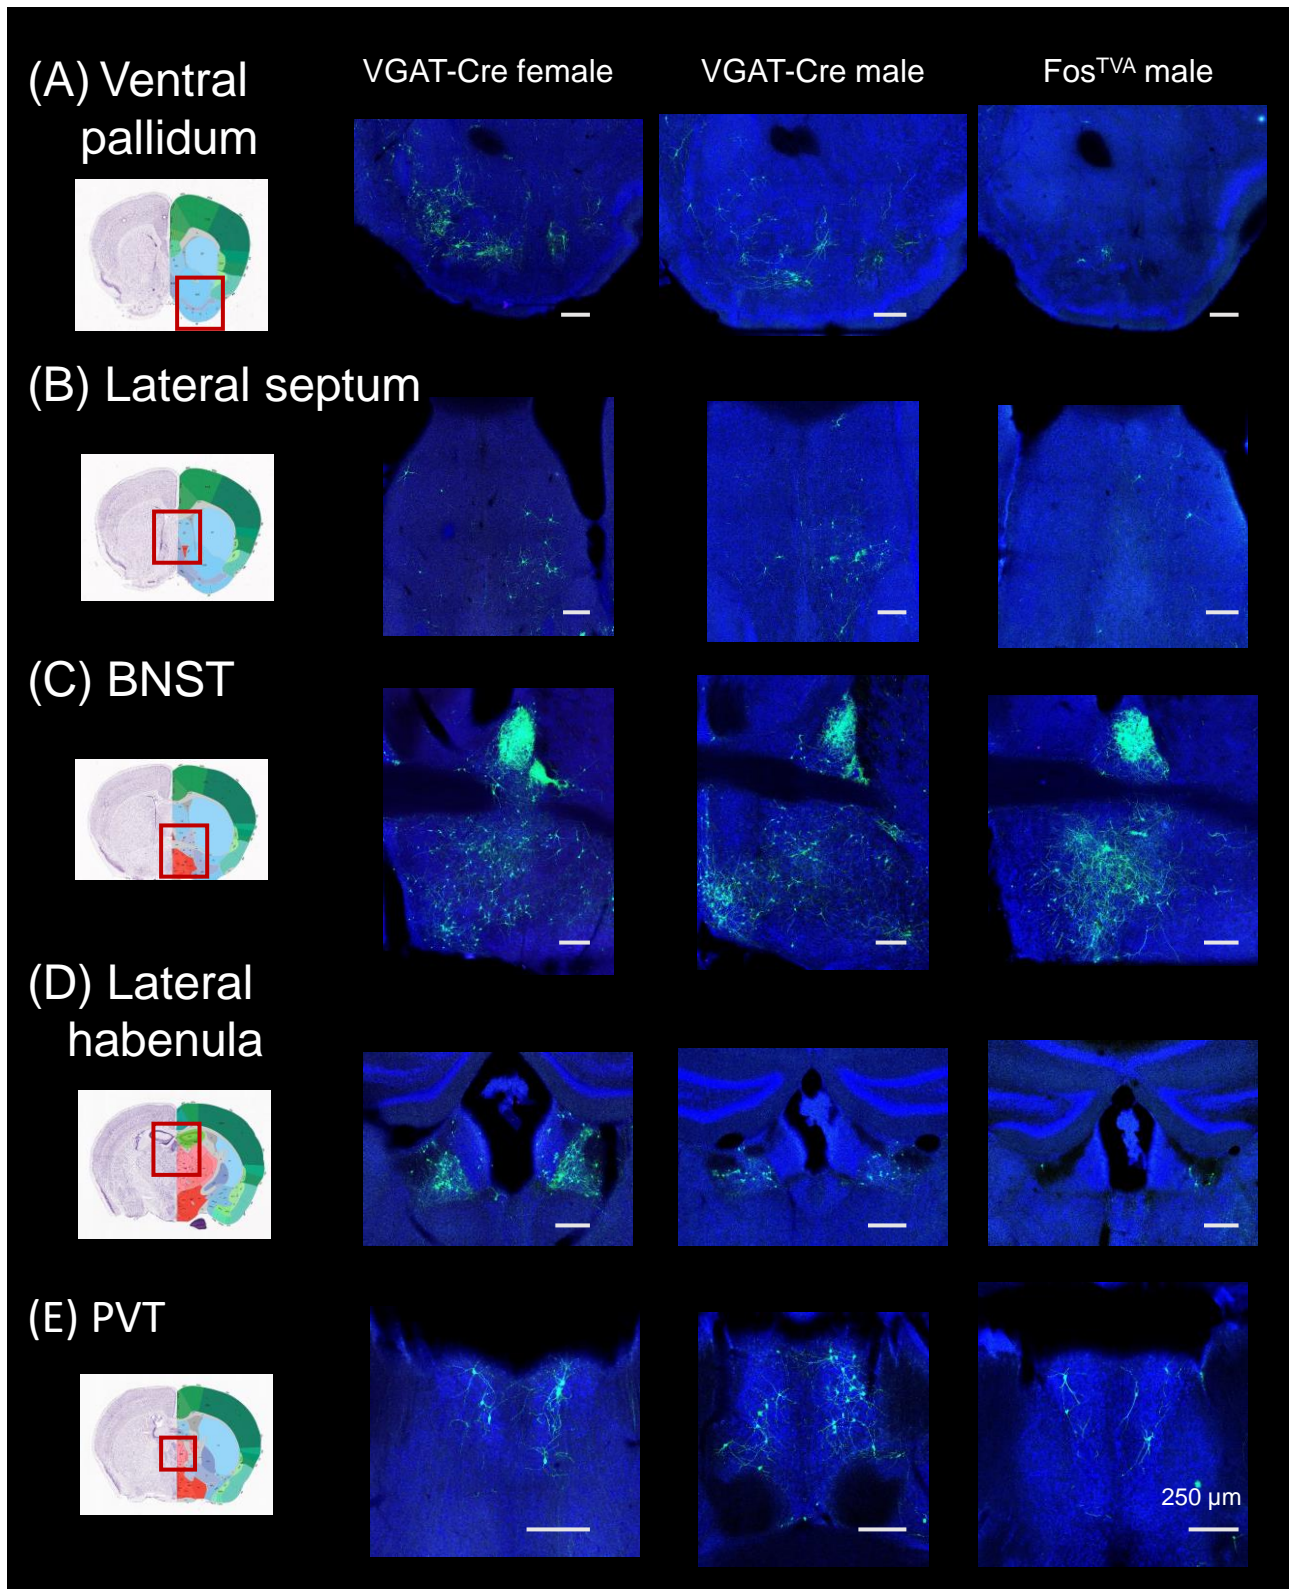 (A) Ventral
pallidum
VGAT-Cre female
VGAT-Cre male
FosTVA male
(B) Lateral septum
(C) BNST
(D) Lateral
habenula
(E) PVT
250 µm